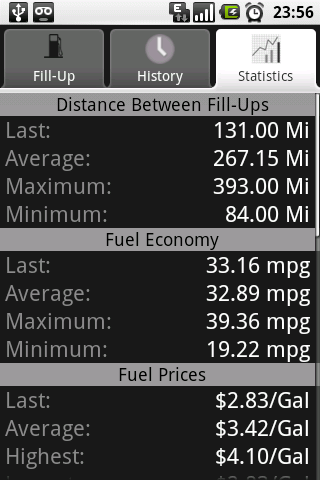 23:56
Fill-Up History Statistics
Distance Between Fill-Ups
Last: 131.00 Mi
Average: 267.15 Mi
Maximum: 393.00 Mi
Minimum: 84.00 Mi
Fuel Economy
Last: 33.16 mpg
Average: 32.89 mpg
Maximum: 39.36 mpg
Minimum: 19.22 mpg
Fuel Prices
Last: $2.83/Gal
Average: $3.42/Gal
Highest: $4.10/Gal